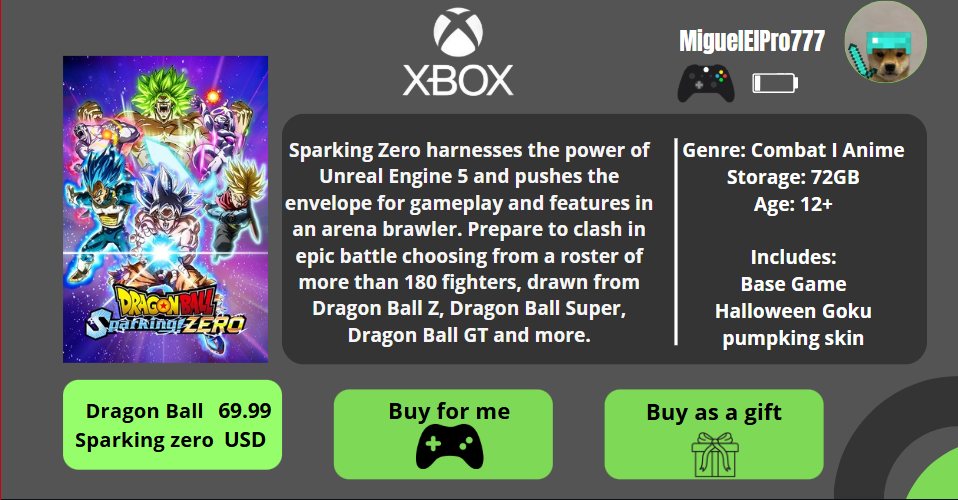 XBOX
MiguelElPro777
DRAGON BALL
Sparking! ZERO
Sparking Zero harnesses the power of
Unreal Engine 5 and pushes the
envelope for gameplay and features in
an arena brawler. Prepare to clash in
epic battle choosing from a roster of
more than 180 fighters, drawn from
Dragon Ball Z, Dragon Ball Super,
Dragon Ball GT and more.
Genre: Combat I Anime
Storage: 72GB
Age: 12+
Includes:
Base Game
Halloween Goku
pumpking skin
Dragon Ball 69.99
Sparking zero USD
Buy for me
Buy as a gift